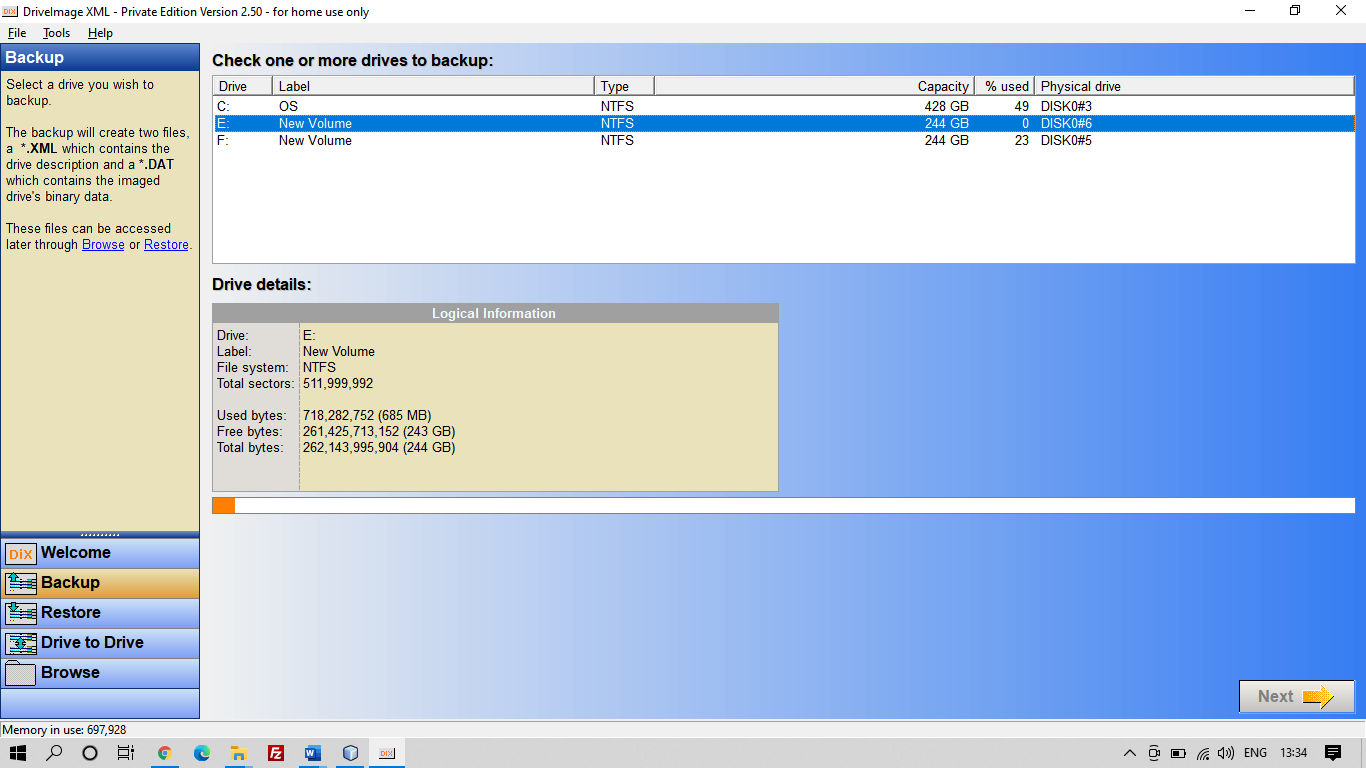 DiX DriveImage XML - Private Edition Version 2.50 - for home use only
File Tools Help
Backup
Select a drive you wish to
backup.
The backup will create two files,
a *.XML which contains the
drive description and a *.DAT
which contains the imaged
drive's binary data.
These files can be accessed
later through Browse or Restore.
Check one or more drives to backup:
Drive Label Type Capacity % used Physical drive
C: OS NTFS 428 GB 49 DISK0#3
E: New Volume NTFS 244 GB 0 DISK0#6
F: New Volume NTFS 244 GB 23 DISK0#5
Drive details:
Logical Information
Drive: E:
Label: New Volume
File system: NTFS
Total sectors: 511,999,992
Used bytes: 718,282,752 (685 MB)
Free bytes: 261,425,713,152 (243 GB)
Total bytes: 262,143,995,904 (244 GB)
DiX Welcome
Backup
Restore
Drive to Drive
Browse
Next
Memory in use: 697,928
Fz W DiX ENG 13:34